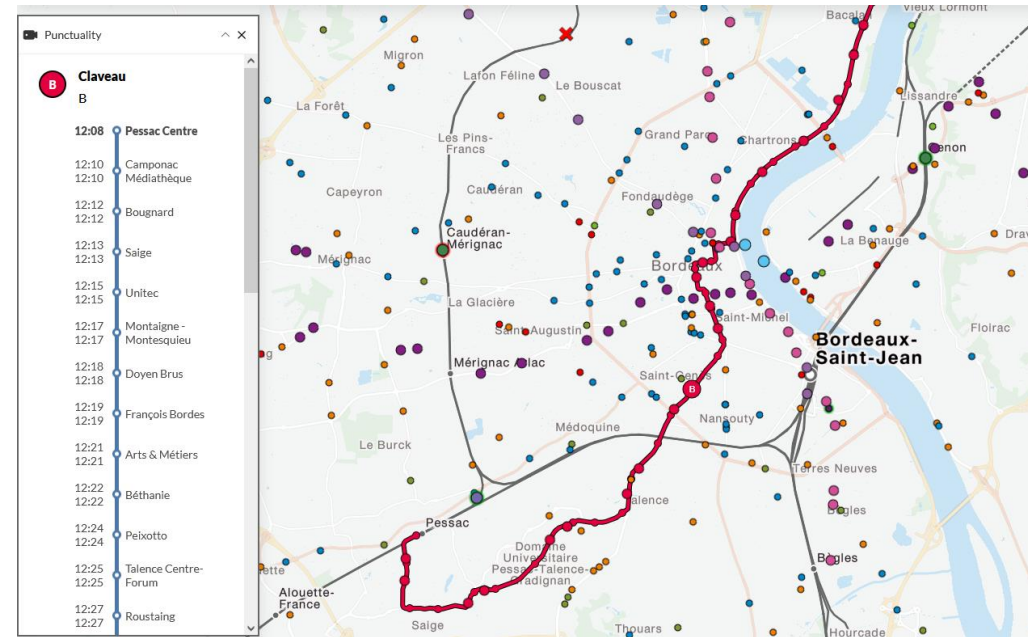 Punctuality
B
Claveau
B
12:08 Pessac Centre
12:10 Camponac
12:10 Médiathèque
12:12
12:12 Bougnard
12:13
12:13 Saige
12:15
12:15 Unitec
12:17 Montaigne -
12:17 Montesquieu
12:18
12:18 Doyen Brus
12:19
12:19 François Bordes
12:21
12:21 Arts & Métiers
12:22
12:22 Béthanie
12:24
12:24 Peixotto
12:25 Talence Centre-
12:25 Forum
12:27
12:27 Roustaing
Bacalan
Vieux Lormont
Migron
Lafon Féline
Le Bouscat
La Forêt
Lissandre
Les Pins-
Francs
Grand Parc
Chartrons
Cenon
Capeyron
Caudéran
Fondaudège
Caudéran-
Mérignac
La Benauge
Mérignac
Bordeaux
La Glacière
Saint-Augustin
Saint-Michel
Floirac
Bordeaux-
Saint-Jean
Mérignac Arlac
Saint-Genès
B
Nansouty
Médoquine
Le Burck
Terres Neuves
Talence
Bègles
Pessac
Domaine
Universitaire
Pessac-Talence-
Gradignan
Bègles
Alouette-
France
Saige
Thouars
Hourcade